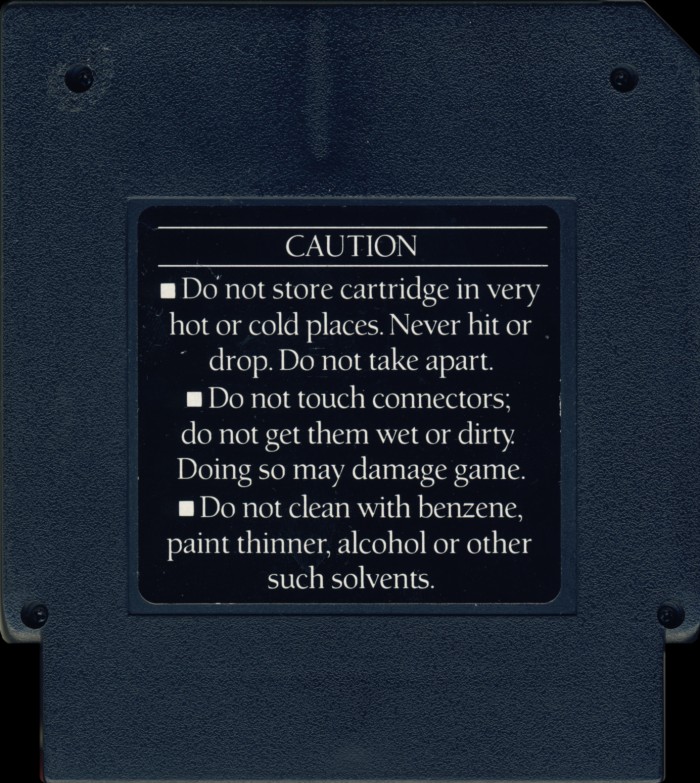 CAUTION
■ Do not store cartridge in very
hot or cold places. Never hit or
drop. Do not take apart.
■ Do not touch connectors;
do not get them wet or dirty.
Doing so may damage game.
■ Do not clean with benzene,
paint thinner, alcohol or other
such solvents.